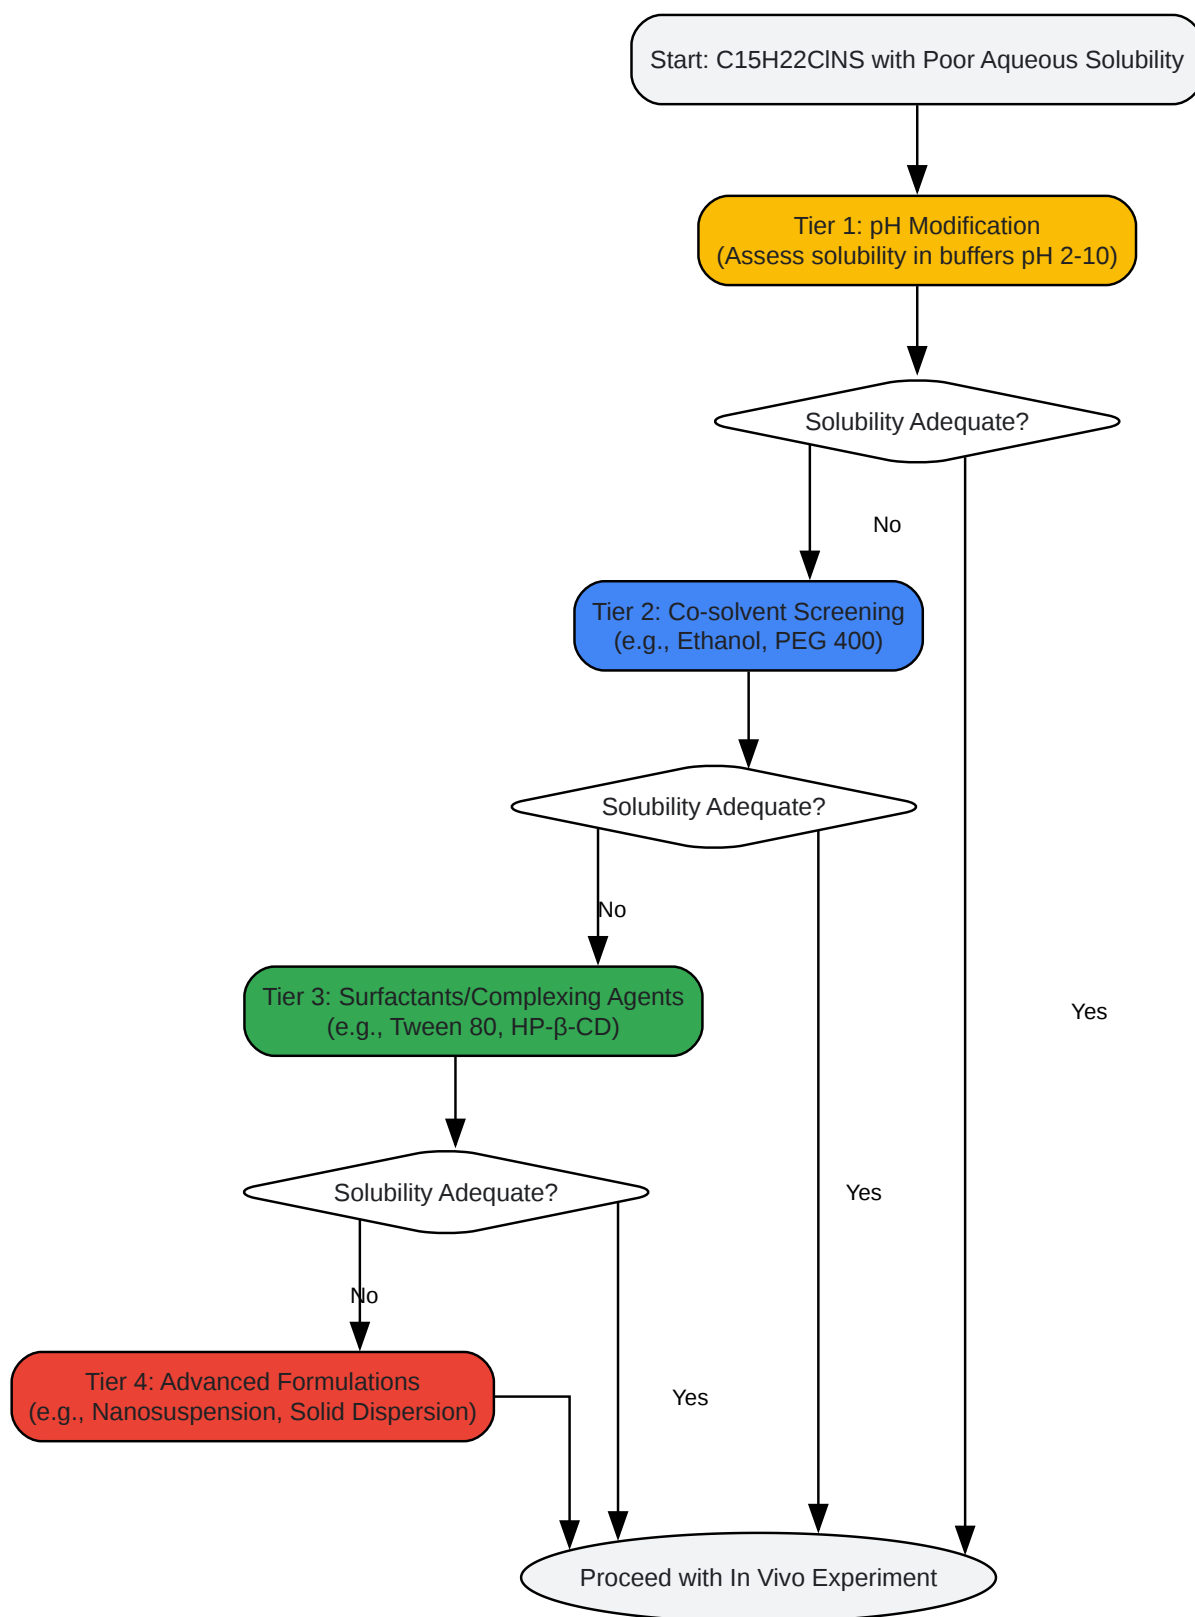 Start: C15H22ClNS with Poor Aqueous Solubility
Tier 1: pH Modification
(Assess solubility in buffers pH 2-10)
Solubility Adequate?
No
Tier 2: Co-solvent Screening
(e.g., Ethanol, PEG 400)
Solubility Adequate?
No
Tier 3: Surfactants/Complexing Agents
(e.g., Tween 80, HP-β-CD)
Yes
Solubility Adequate?
Yes
No
Tier 4: Advanced Formulations
(e.g., Nanosuspension, Solid Dispersion)
Yes
Proceed with In Vivo Experiment